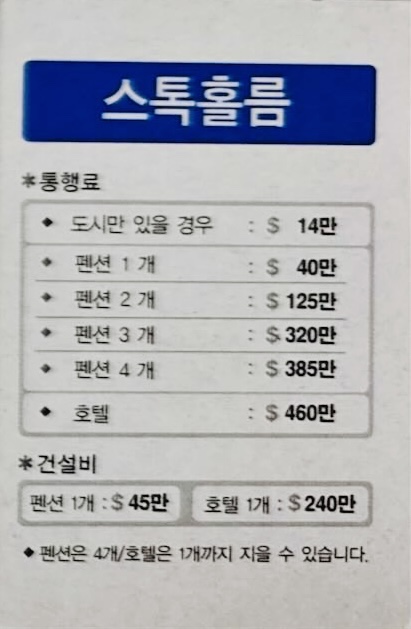 스톡홀름
*통행료
◆ 도시만 있을 경우 : $ 14만
◆ 펜션 1 개 : $ 40만
◆ 펜션 2 개 : $ 125만
◆ 펜션 3 개 : $ 320만
◆ 펜션 4 개 : $ 385만
◆ 호텔 : $ 460만
*건설비
펜션 1개 : $ 45만 호텔 1개 : $ 240만
◆ 펜션은 4개/호텔은 1개까지 지을 수 있습니다.